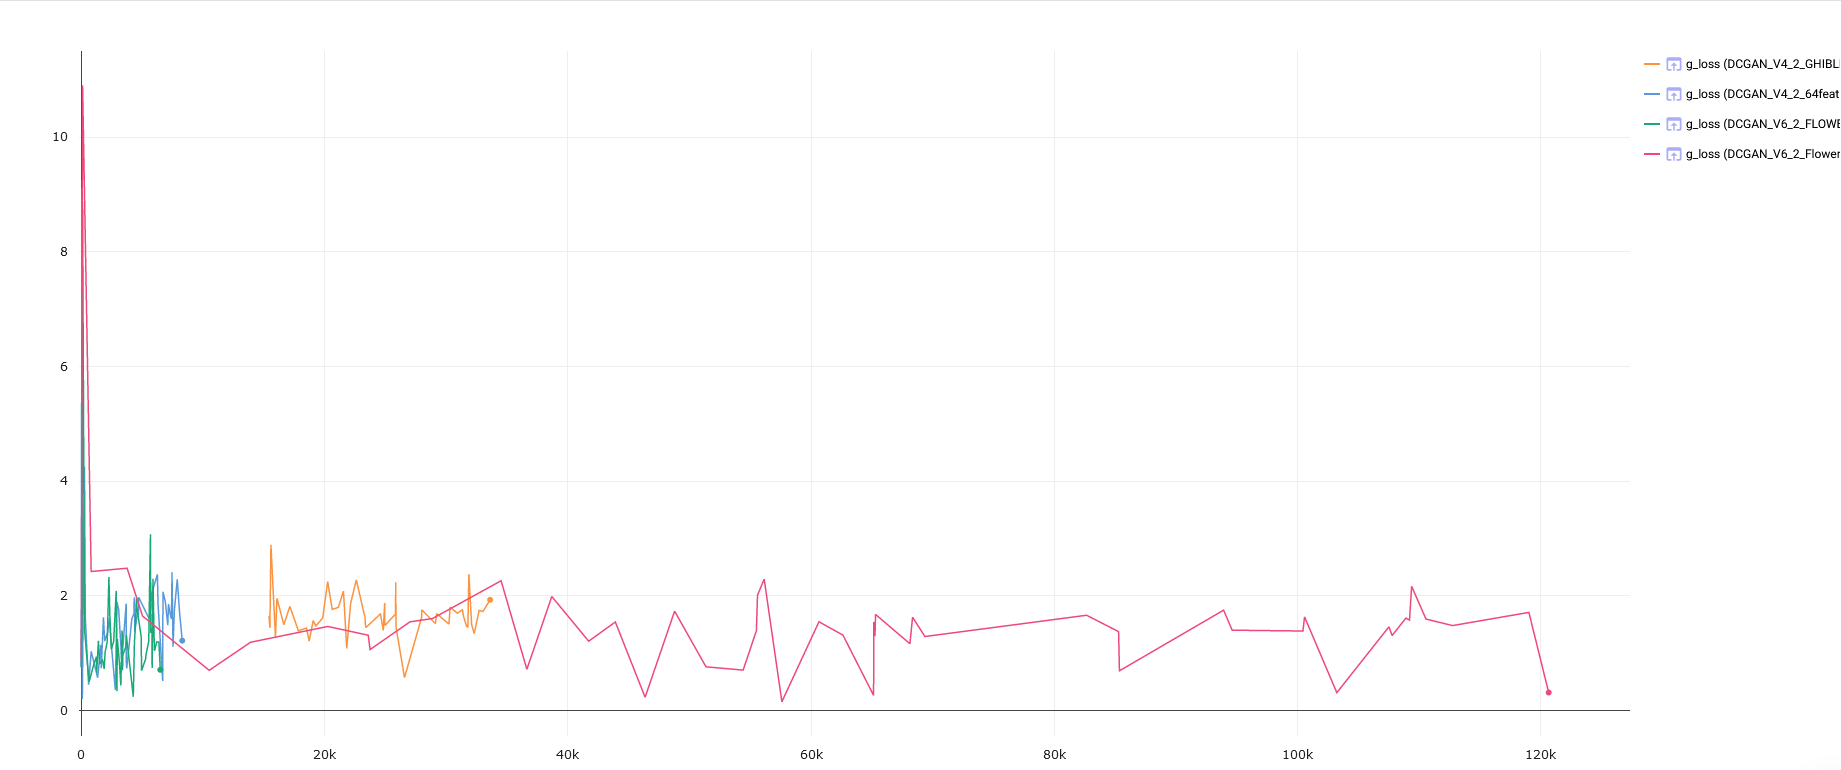 g_loss (DCGAN_V4_2_GHIBL
g_loss (DCGAN_V4_2_64feat
g_loss (DCGAN_V6_2_FLOWE
g_loss (DCGAN_V6_2_Flower
10
8
6
4
2
0
0 20k 40k 60k 80k 100k 120k